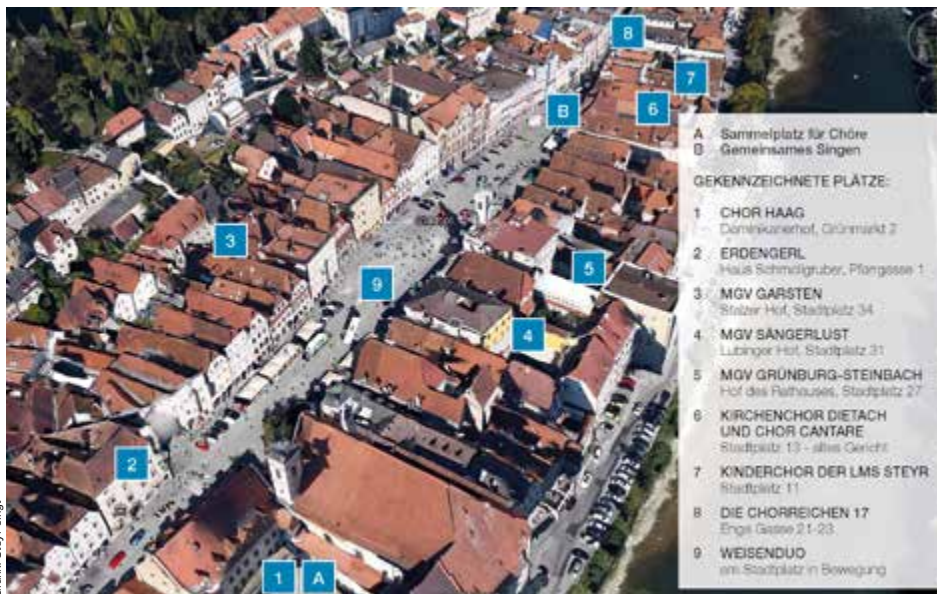 8
7
B
6
3
5
9
4
2
1 A
A Sammelplatz für Chöre
B Gemeinsames Singen
GEKENNZEICHNETE PLÄTZE:
1 CHOR HAAG
Dominikanerhof, Grünmarkt 2
2 ERDENGERL
Haus Schmollgruber, Pfarrgasse 1
3 MGV GARSTEN
Hof, Stadtplatz 34
4 MGV SÄNGERLUST
Lubinger Hof, Stadtplatz 31
5 MGV GRÜNBURG-STEINBACH
Hof des Rathauses, Stadtplatz 27
6 KIRCHENCHOR DIETACH
UND CHOR CANTARE
Stadtplatz 13 - altes Gericht
7 KINDERCHOR DER LMS STEYR
Stadtplatz 11
8 DIE CHORREICHEN 17
Enge Gasse 21-23
9 WEISENDUO
am Stadtplatz in Bewegung